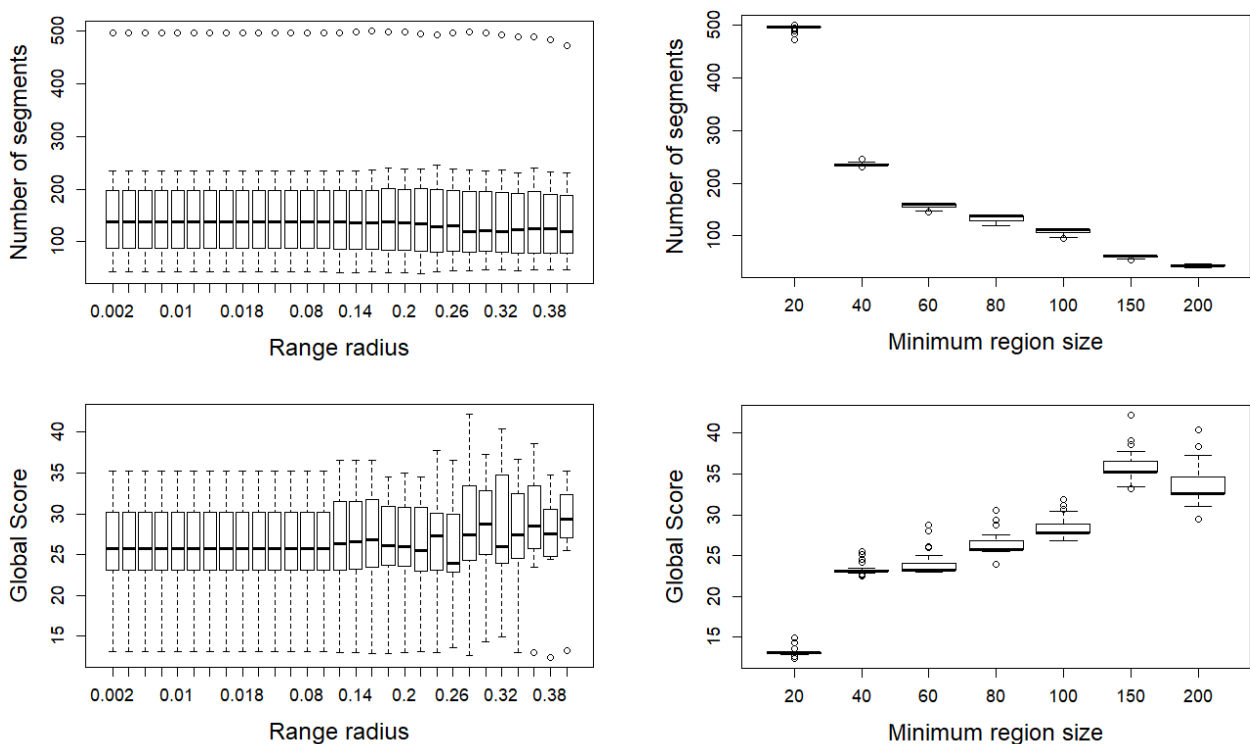 Number of segments
500
400
300
200
100
0.002 0.01 0.018 0.08 0.14 0.2 0.26 0.32 0.38
Range radius
Number of segments
500
400
300
200
100
20 40 60 80 100 150 200
Minimum region size
Global Score
40
35
30
25
20
15
0.002 0.01 0.018 0.08 0.14 0.2 0.26 0.32 0.38
Range radius
Global Score
40
35
30
25
20
15
20 40 60 80 100 150 200
Minimum region size